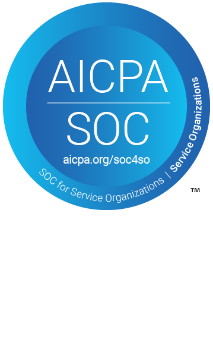 AICPA
SOC
aicpa.org/soc4so
SOC for Service Organizations | Service Organizations
TM